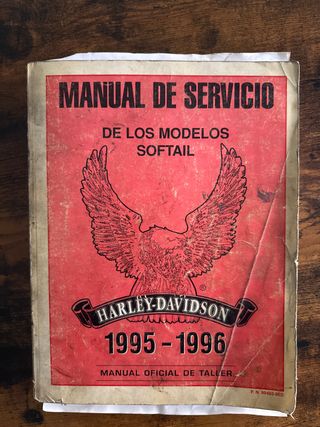 MANUAL DE SERVICIO
DE LOS MODELOS
SOFTAIL
®
HARLEY-DAVIDSON
1995-1996
MANUAL OFICIAL DE TALLER